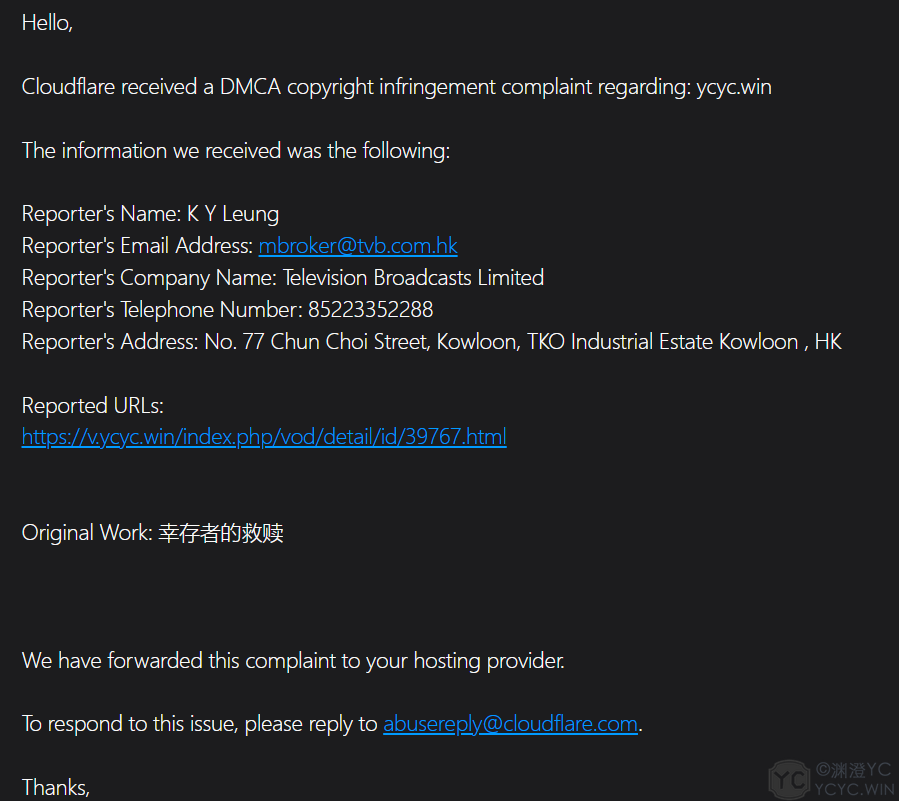 Hello,
Cloudflare received a DMCA copyright infringement complaint regarding: ycyc.win
The information we received was the following:
Reporter's Name: K Y Leung
Reporter's Email Address: mbroker@tvb.com.hk
Reporter's Company Name: Television Broadcasts Limited
Reporter's Telephone Number: 85223352288
Reporter's Address: No. 77 Chun Choi Street, Kowloon, TKO Industrial Estate Kowloon , HK
Reported URLs:
https://v.ycyc.win/index.php/vod/detail/id/39767.html
Original Work: 幸存者的救赎
We have forwarded this complaint to your hosting provider.
To respond to this issue, please reply to abusereply@cloudflare.com.
Thanks,
YC ©渊澄YC
YCYC.WIN